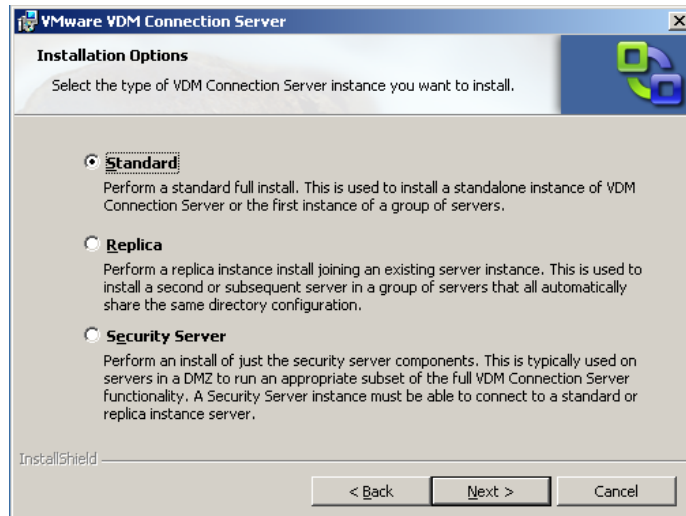 VMware VDM Connection Server
Installation Options
Select the type of VDM Connection Server instance you want to install.
Standard
Perform a standard full install. This is used to install a standalone instance of VDM
Connection Server or the first instance of a group of servers.
Replica
Perform a replica instance install joining an existing server instance. This is used to
install a second or subsequent server in a group of servers that all automatically
share the same directory configuration.
Security Server
Perform an install of just the security server components. This is typically used on
servers in a DMZ to run an appropriate subset of the full VDM Connection Server
functionality. A Security Server instance must be able to connect to a standard or
replica instance server.
InstallShield
< Back Next > Cancel